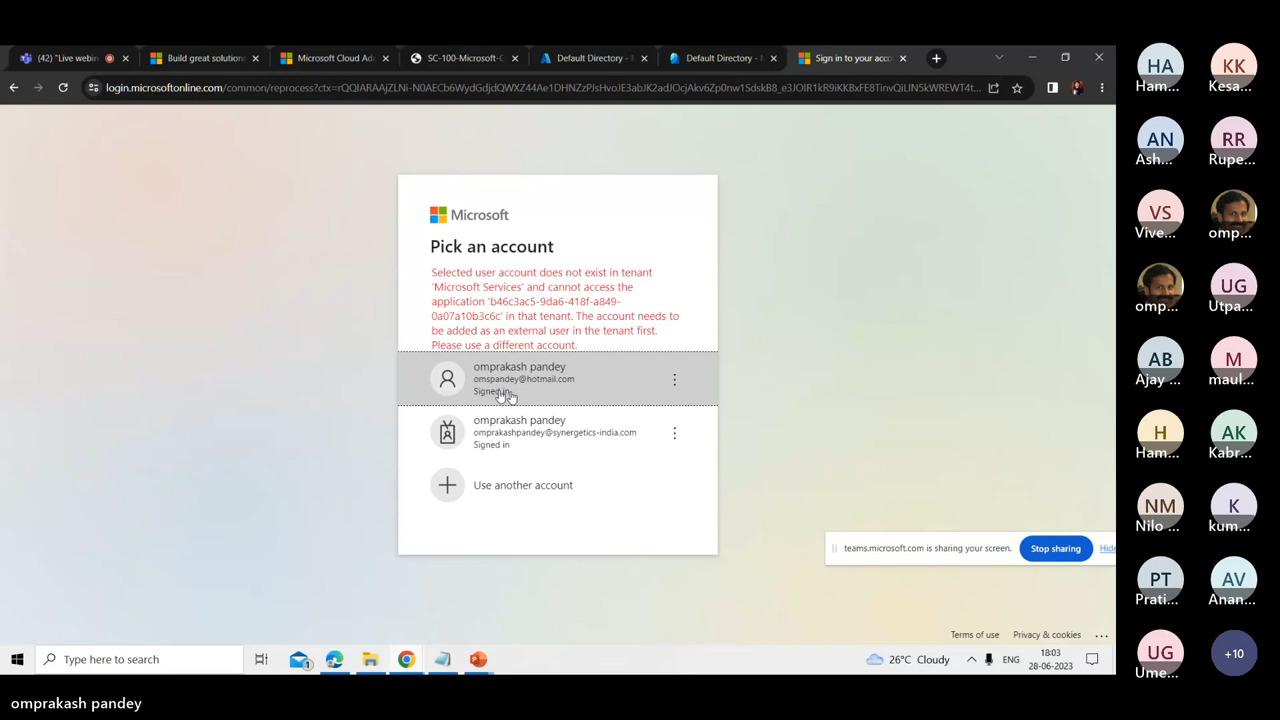 (42) "Live webin
Build great solution
Microsoft Cloud Ad
SC-100-Microsoft-C
Default Directory - M
Default Directory - M
Sign in to your acco
login.microsoftonline.com/common/reprocess?ctx=
Microsoft
Pick an account
Selected user account does not exist in tenant
'Microsoft Services' and cannot access the
application 'b46c3ac5-9da6-418f-a849-
0a07a10b3c6c' in that tenant. The account needs to
be added as an external user in the tenant first.
Please use a different account.
omprakash pandey
omspandey@hotmail.com
Signed in
omprakash pandey
omprakashpandey@synergetics-india.com
Signed in
Use another account
teams.microsoft.com is sharing your screen.
Stop sharing
Hide
Terms of use
Privacy & cookies
...
Type here to search
1
26°C Cloudy
ENG
18:03
28-06-2023
omprakash pandey
HA
Ham...
KK
Kesa...
AN
Ash...
RR
Rupe...
VS
Vive...
omp...
omp...
UG
Utpa...
AB
Ajay ...
M
maul...
H
Ham...
AK
Kabr...
NM
Nilo ...
K
kum...
PT
Prati...
AV
Anan...
UG
Ume...
+10